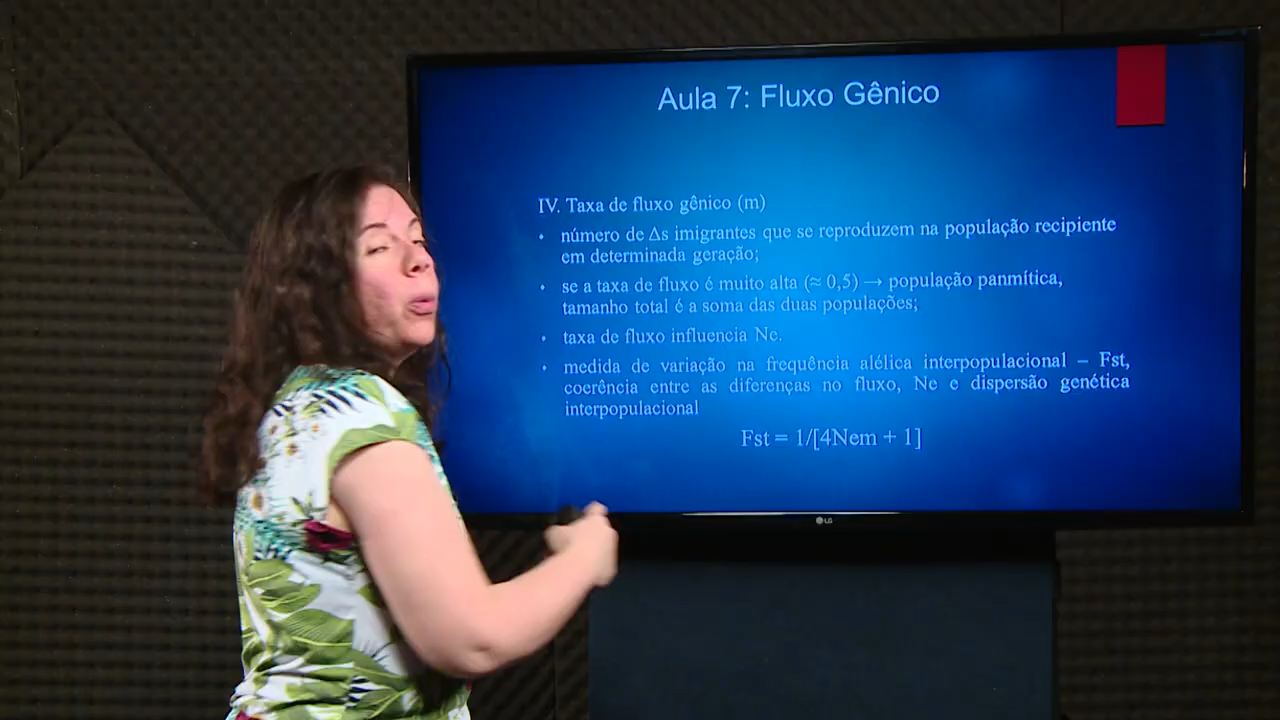 Aula 7: Fluxo Gênico
IV. Taxa de fluxo gênico (m)
• número de Δs imigrantes que se reproduzem na população recipiente
em determinada geração;
• se a taxa de fluxo é muito alta (≈ 0,5) → população panmítica,
tamanho total é a soma das duas populações;
• taxa de fluxo influencia Ne.
• medida de variação na frequência alélica interpopulacional – Fst,
coerência entre as diferenças no fluxo, Ne e dispersão genética
interpopulacional
Fst = 1/[4Nem + 1]
LG